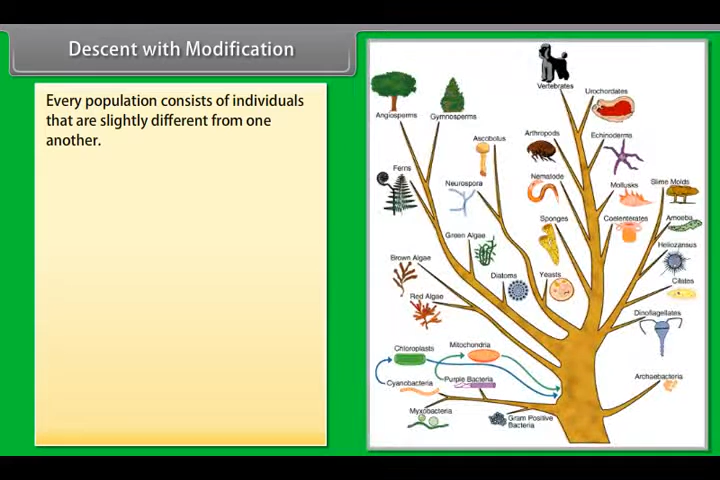 Descent with Modification
Every population consists of individuals
that are slightly different from one
another.
Vertebrates
Urochordates
Angiosperms
Gymnosperms
Ascobolus
Arthropods
Echinoderms
Ferns
Neurospora
Nematode
Mollusks
Slime Molds
Sponges
Coelenterates
Amoeba
Green Algae
Heliozansus
Brown Algae
Diatoms
Yeasts
Ciliates
Red Algae
Dinoflagellates
Chloroplasts
Mitochondria
Cyanobacteria
Purple Bacteria
Archaebacteria
Myxobacteria
Gram Positive
Bacteria